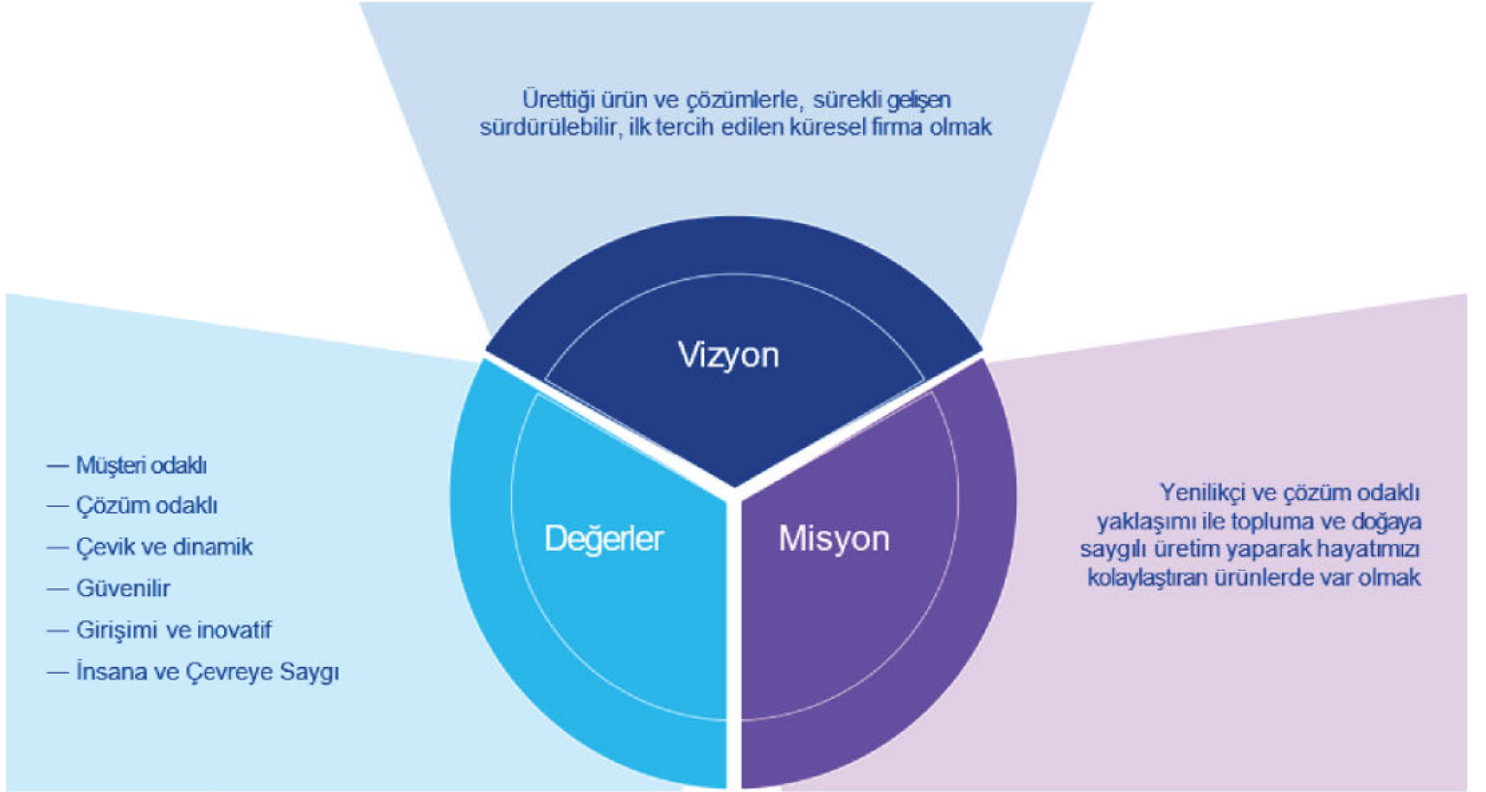 Ürettiği ürün ve çözümlerle, sürekli gelişen
sürdürülebilir, ilk tercih edilen küresel firma olmak
Vizyon
Değerler
Misyon
— Müşteri odaklı
— Çözüm odaklı
— Çevik ve dinamik
— Güvenilir
— Girişimi ve inovatif
— İnsana ve Çevreye Saygı
Yenilikçi ve çözüm odaklı
yaklaşımı ile topluma ve doğaya
saygılı üretim yaparak hayatımızı
kolaylaştıran ürünlerde var olmak